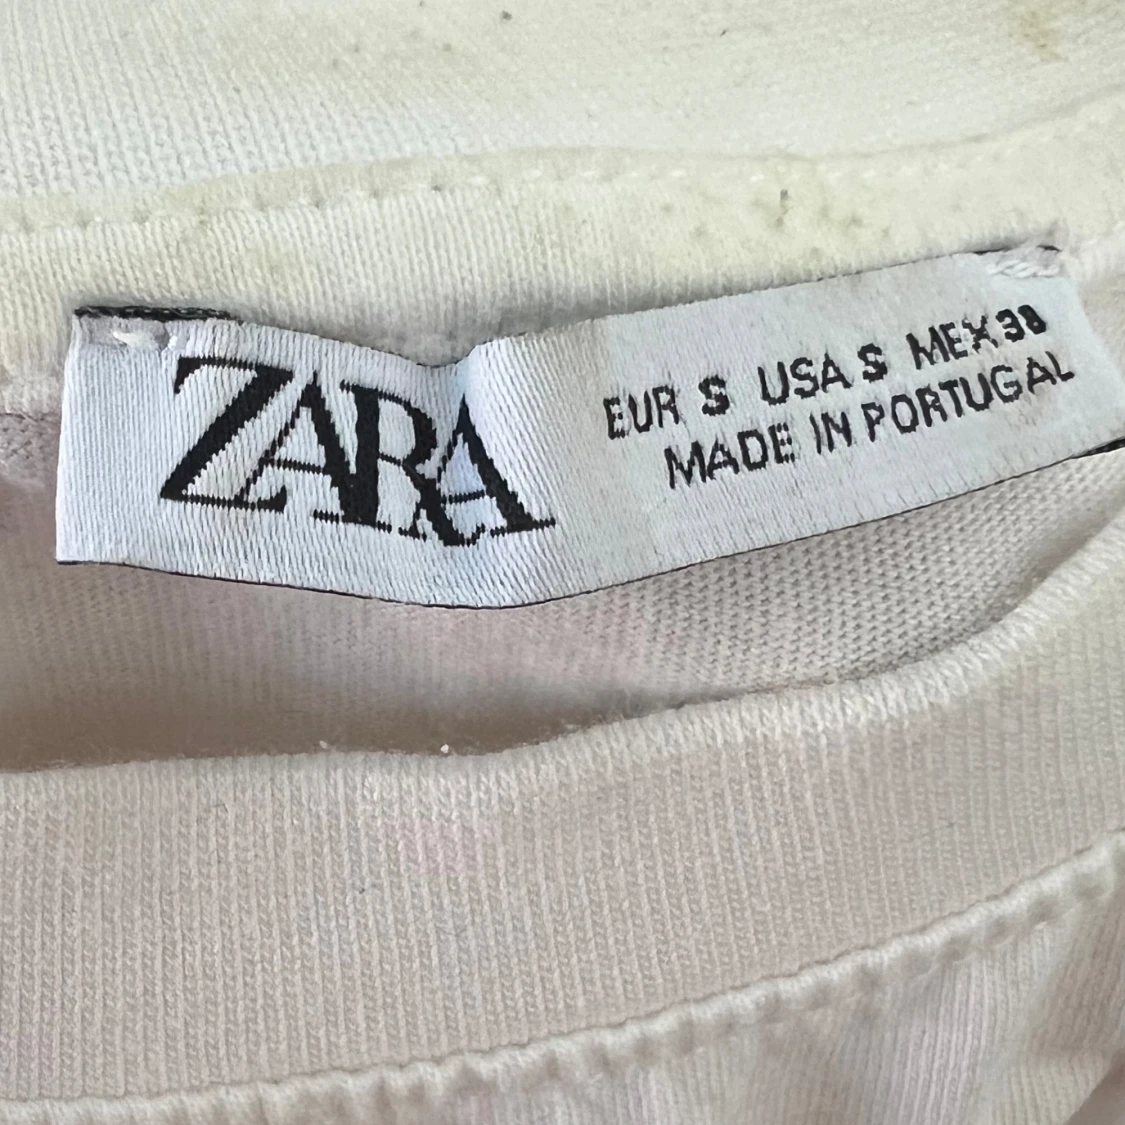 ZARA
EUR S USA S MEX 38
MADE IN PORTUGAL